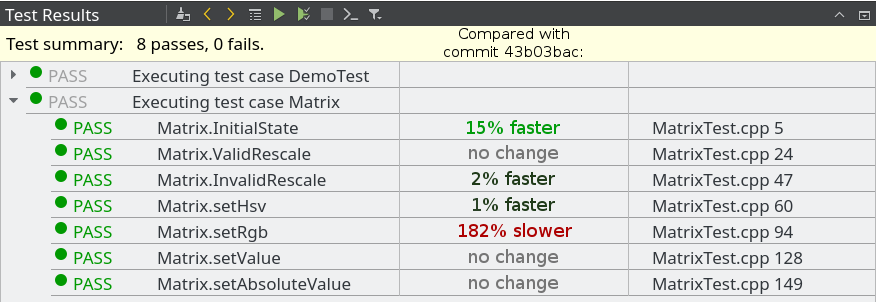 Test Results
Test summary: 8 passes, 0 fails.
Compared with
commit 43b03bac:
PASS Executing test case DemoTest
PASS Executing test case Matrix
PASS Matrix.InitialState 15% faster MatrixTest.cpp 5
PASS Matrix.ValidRescale no change MatrixTest.cpp 24
PASS Matrix.InvalidRescale 2% faster MatrixTest.cpp 47
PASS Matrix.setHsv 1% faster MatrixTest.cpp 60
PASS Matrix.setRgb 182% slower MatrixTest.cpp 94
PASS Matrix.setValue no change MatrixTest.cpp 128
PASS Matrix.setAbsoluteValue no change MatrixTest.cpp 149